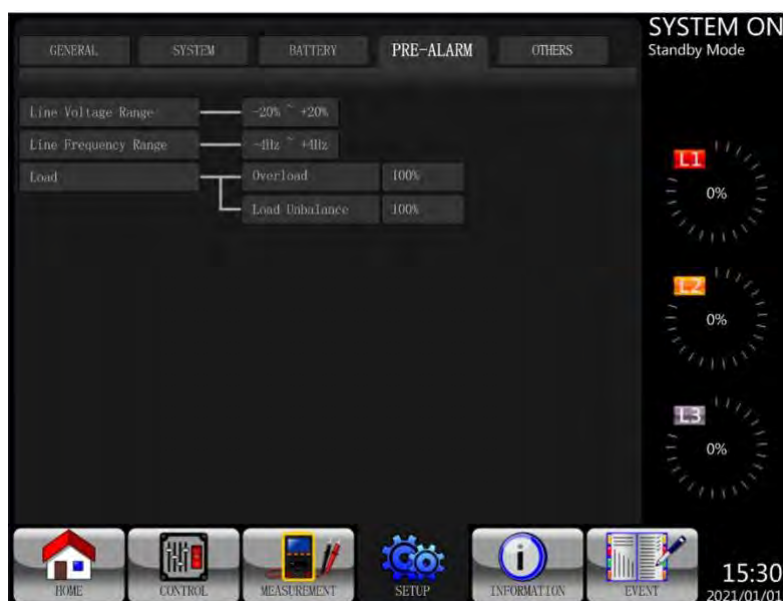 SYSTEM ON
Standby Mode
GENERAL SYSTEM BATTERY PRE-ALARM OTHERS
Line Voltage Range -20% ~ +20%
Line Frequency Range -4Hz ~ +4Hz
Load Overload 100%
Load Unbalance 100%
L1
0%
L2
0%
L3
0%
HOME CONTROL MEASUREMENT SETUP INFORMATION EVENT
15:30
2021/01/01